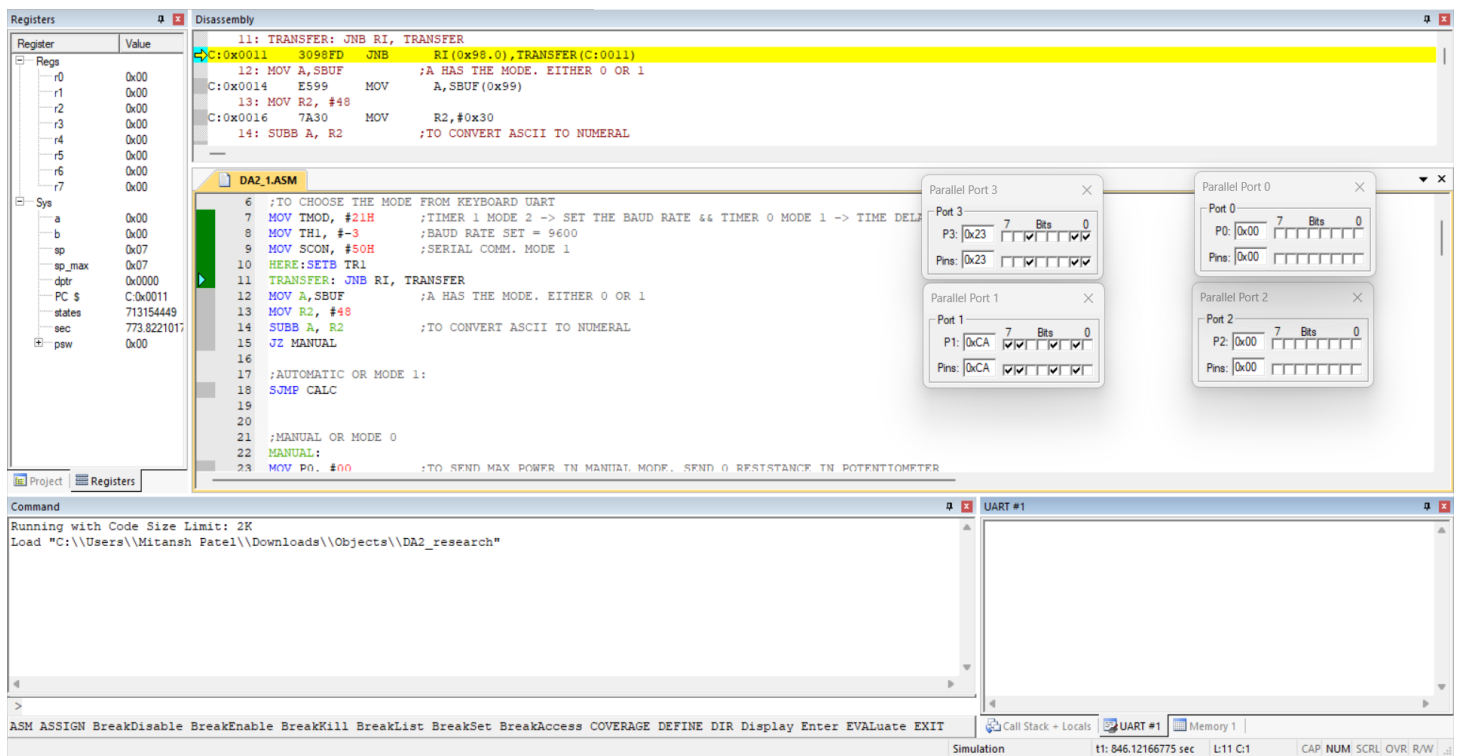 Registers
Register Value
Regs
r0 0x00
r1 0x00
r2 0x00
r3 0x00
r4 0x00
r5 0x00
r6 0x00
r7 0x00
Sys
a 0x00
b 0x00
sp 0x07
sp_max 0x07
dptr 0x0000
PC $ C:0x0011
states 713154449
sec 773.8221017
psw 0x00
Project Registers
Disassembly
11: TRANSFER: JNB RI, TRANSFER
C:0x0011 3098FD JNB RI(0x98.0),TRANSFER(C:0011)
12: MOV A,SBUF ;A HAS THE MODE. EITHER 0 OR 1
C:0x0014 E599 MOV A,SBUF(0x99)
13: MOV R2, #48
C:0x0016 7A30 MOV R2,#0x30
14: SUBB A, R2 ;TO CONVERT ASCII TO NUMERAL
DA2_1.ASM
6 ;TO CHOOSE THE MODE FROM KEYBOARD UART
7 MOV TMOD, #21H ;TIMER 1 MODE 2 -> SET THE BAUD RATE && TIMER 0 MODE 1 -> TIME DELA
8 MOV TH1, #-3 ;BAUD RATE SET = 9600
9 MOV SCON, #50H ;SERIAL COMM. MODE 1
10 HERE:SETB TR1
11 TRANSFER: JNB RI, TRANSFER
12 MOV A,SBUF ;A HAS THE MODE. EITHER 0 OR 1
13 MOV R2, #48
14 SUBB A, R2 ;TO CONVERT ASCII TO NUMERAL
15 JZ MANUAL
16
17 ;AUTOMATIC OR MODE 1:
18 SJMP CALC
19
20
21 ;MANUAL OR MODE 0
22 MANUAL:
23 MOV P0, #00 ;TO SEND MAX POWER IN MANUAL MODE. SEND 0 RESISTANCE IN POTENTIOMETER
Parallel Port 3
Port 3
7 Bits 0
P3: 0x23
Pins: 0x23
Parallel Port 0
Port 0
7 Bits 0
P0: 0x00
Pins: 0x00
Parallel Port 1
Port 1
7 Bits 0
P1: 0xCA
Pins: 0xCA
Parallel Port 2
Port 2
7 Bits 0
P2: 0x00
Pins: 0x00
Command
Running with Code Size Limit: 2K
Load "C:\\Users\\Mitansh Patel\\Downloads\\Objects\\DA2_research"
>
ASM ASSIGN BreakDisable BreakEnable BreakKill BreakList BreakSet BreakAccess COVERAGE DEFINE DIR Display Enter EVALuate EXIT
UART #1
Call Stack + Locals UART #1 Memory 1
Simulation t1: 846.12166775 sec L:11 C:1 CAP NUM SCRL OVR R/W